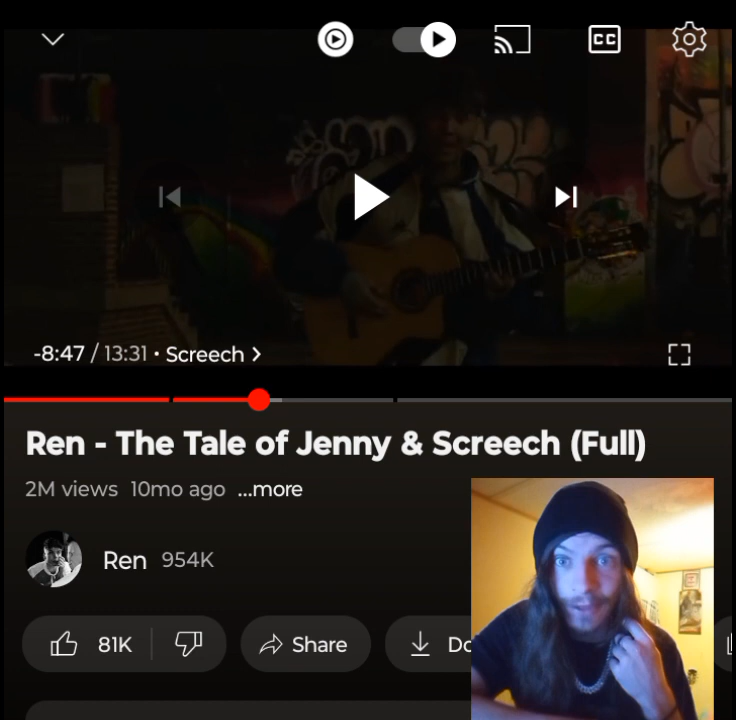 CC
-8:47 / 13:31 • Screech >
Ren - The Tale of Jenny & Screech (Full)
2M views 10mo ago ...more
Ren 954K
81K Share Do